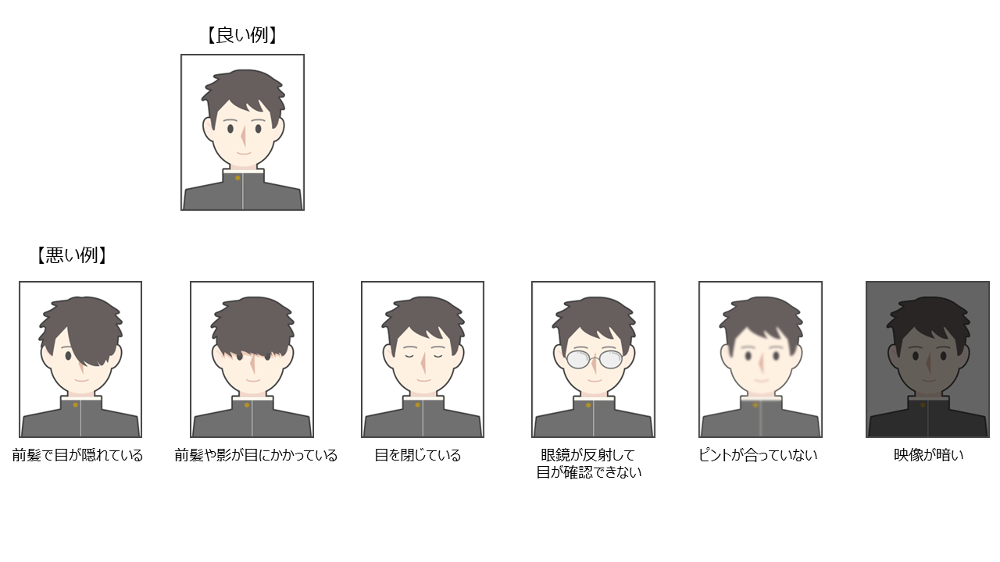 【良い例】
【悪い例】
前髪で目が隠れている
前髪や影が目にかかっている
目を閉じている
眼鏡が反射して
目が確認できない
ピントが合っていない
映像が暗い